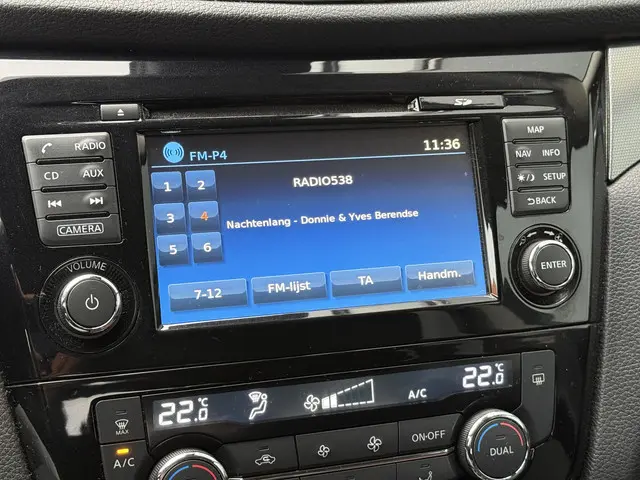 SD
RADIO
CD
AUX
CAMERA
VOLUME
FM-P4
11:36
1
2
RADIO538
3
4
Nachtenlang - Donnie & Yves Berendse
5
6
7-12
FM-lijst
TA
Handm.
MAP
NAV
INFO
SETUP
BACK
ENTER
22.0°C
A/C
22.0°C
MAX
A/C
ON·OFF
DUAL